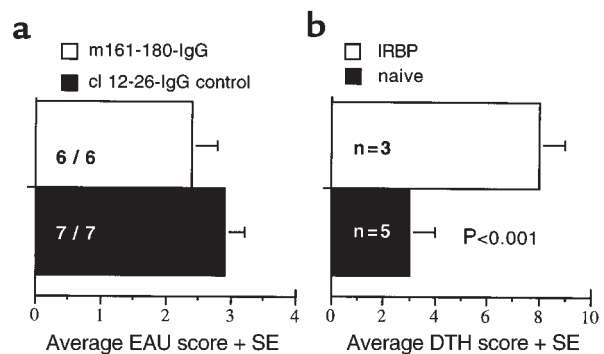 a
m161-180-IgG
cl 12-26-IgG control
6 / 6
7 / 7
0 1 2 3 4
Average EAU score + SE
b
IRBP
naive
n=3
n=5
P<0.001
0 2 4 6 8 10
Average DTH score + SE